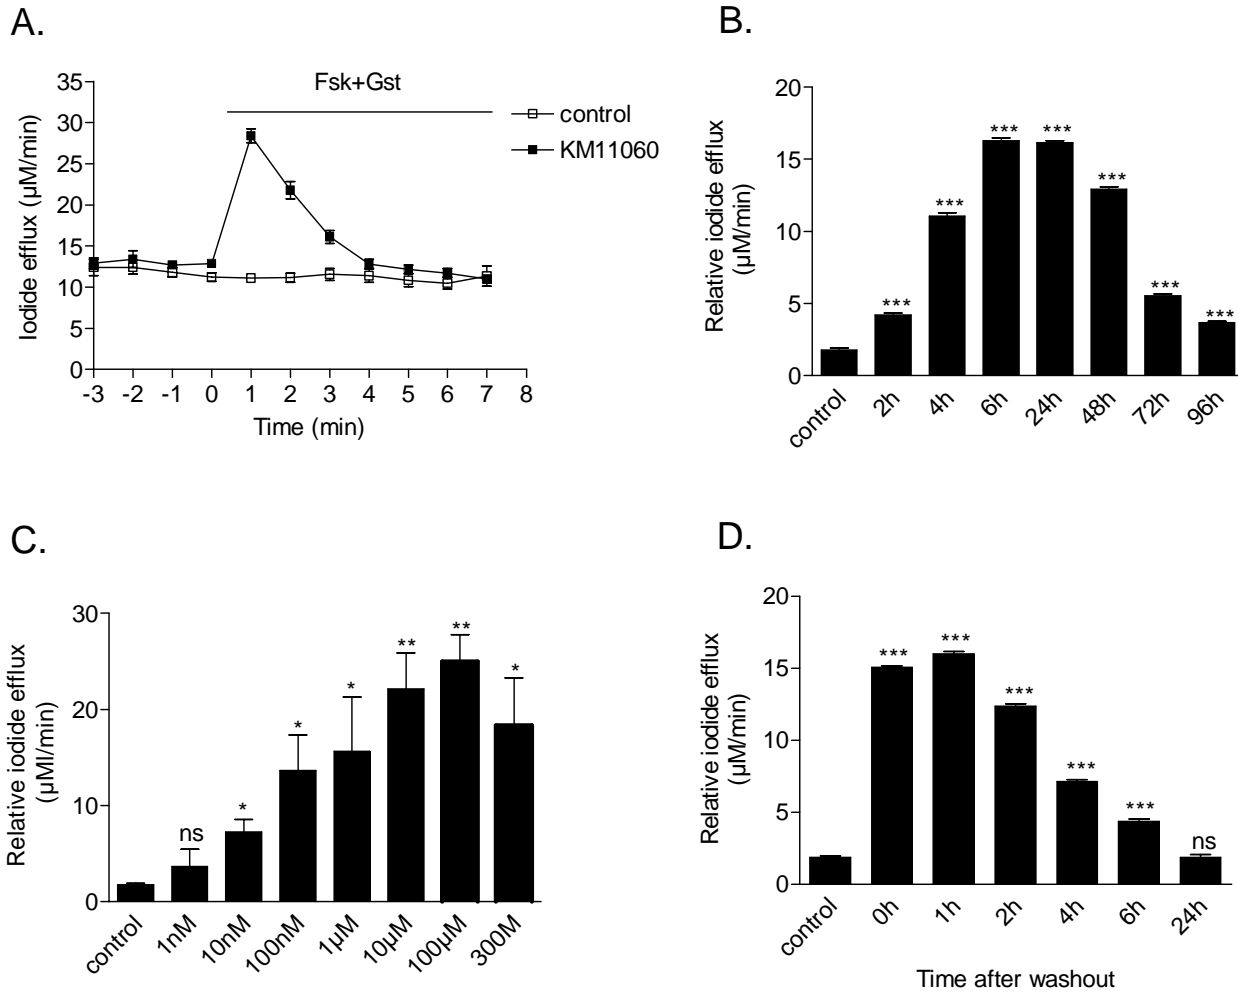 A.
Fsk+Gst
control
KM11060
Iodide efflux (µM/min)
35
30
25
20
15
10
5
0
-3 -2 -1 0 1 2 3 4 5 6 7 8
Time (min)
B.
Relative iodide efflux
(µM/min)
20
15
10
5
0
***
***
***
***
***
***
***
control 2h 4h 6h 24h 48h 72h 96h
C.
Relative iodide efflux
(µMI/min)
30
20
10
0
ns
*
*
*
**
**
*
control 1nM 10nM 100nM 1µM 10µM 100µM 300M
D.
Relative iodide efflux
(µM/min)
20
15
10
5
0
***
***
***
***
***
ns
control 0h 1h 2h 4h 6h 24h
Time after washout